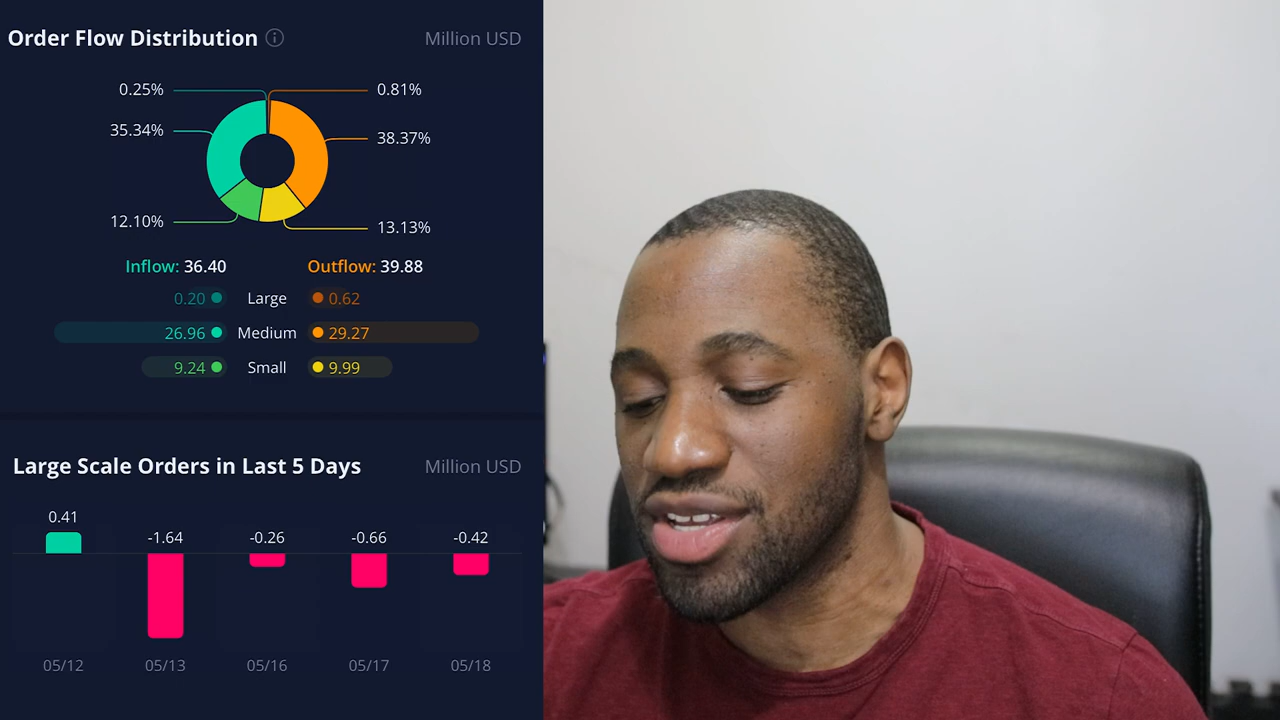 Order Flow Distribution Million USD
0.25% 0.81%
35.34% 38.37%
12.10% 13.13%
Inflow: 36.40 Outflow: 39.88
0.20 Large 0.62
26.96 Medium 29.27
9.24 Small 9.99
Large Scale Orders in Last 5 Days Million USD
0.41 -1.64 -0.26 -0.66 -0.42
05/12 05/13 05/16 05/17 05/18